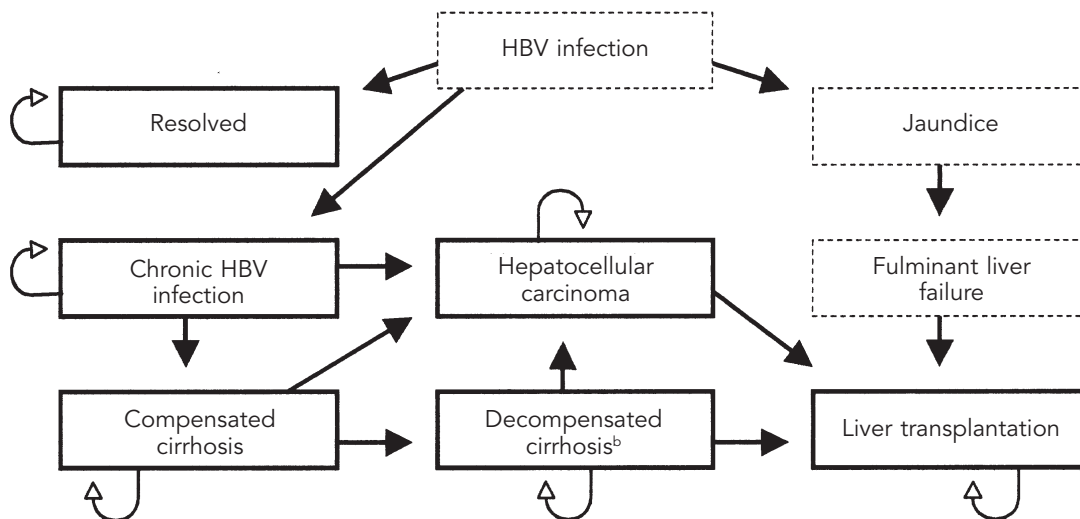 HBV infection
Resolved
Jaundice
Chronic HBV
infection
Hepatocellular
carcinoma
Fulminant liver
failure
Compensated
cirrhosis
Decompensated
cirrhosisᵇ
Liver transplantation